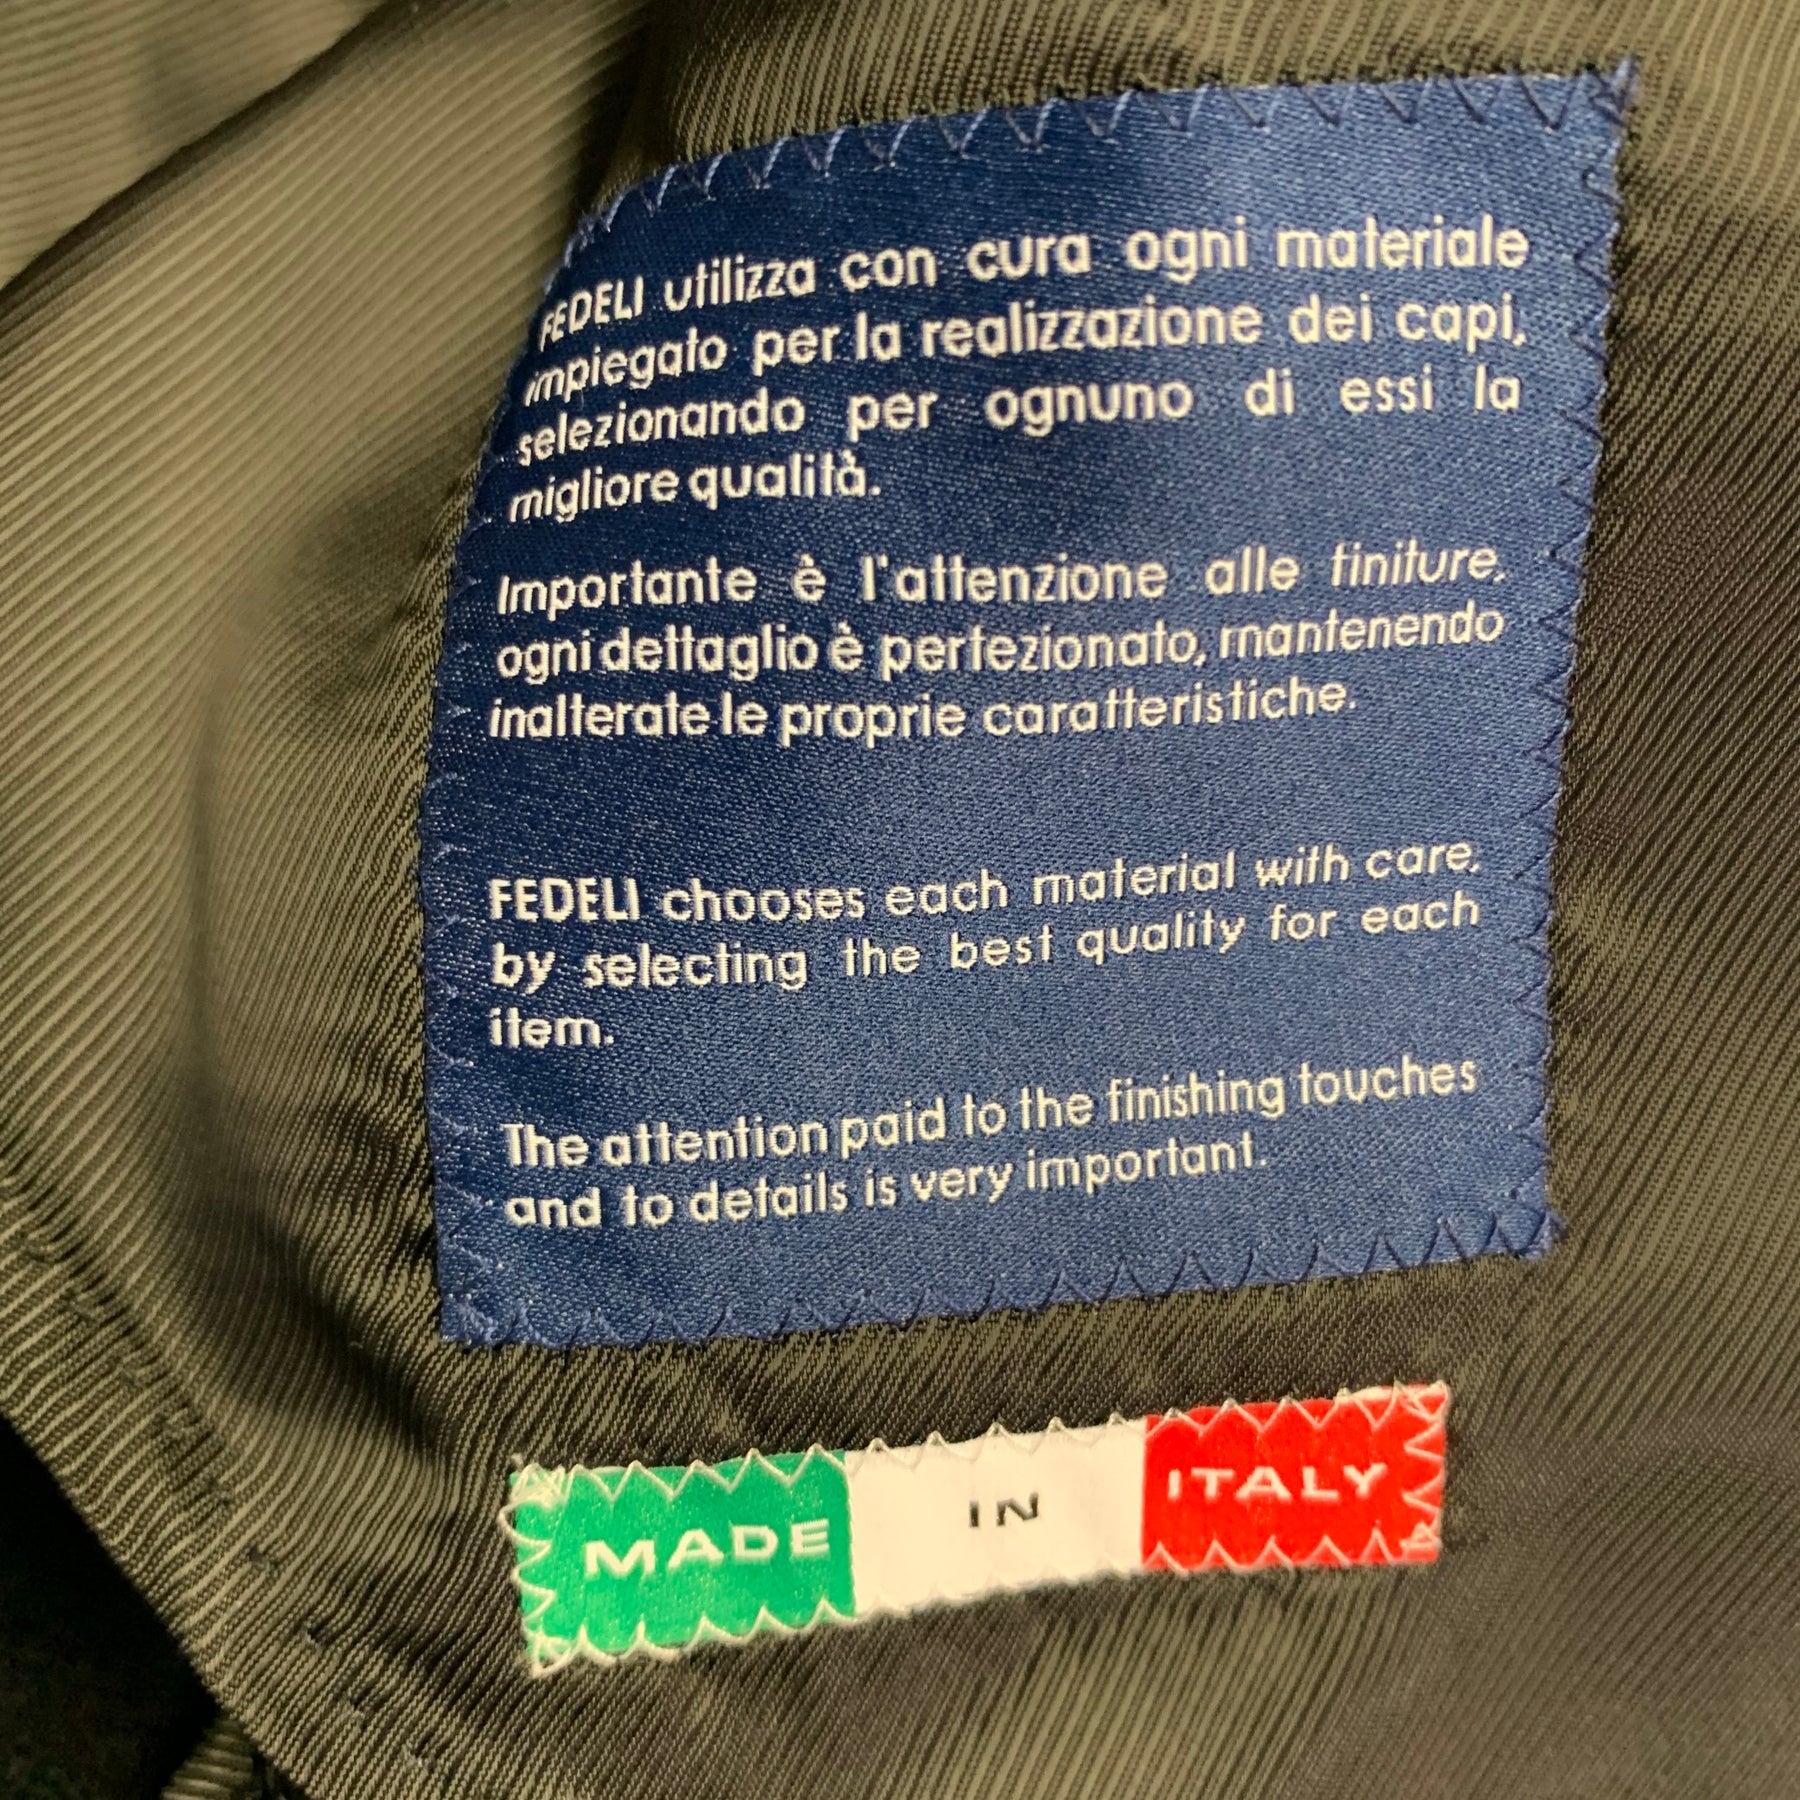 FEDELI utilizza con cura ogni materiale
impiegato per la realizzazione dei capi,
selezionando per ognuno di essi la
migliore qualità.
Importante è l'attenzione alle finiture,
ogni dettaglio è perfezionato, mantenendo
inalterate le proprie caratteristiche.
FEDELI chooses each material with care,
by selecting the best quality for each
item.
The attention paid to the finishing touches
and to details is very important.
MADE IN ITALY